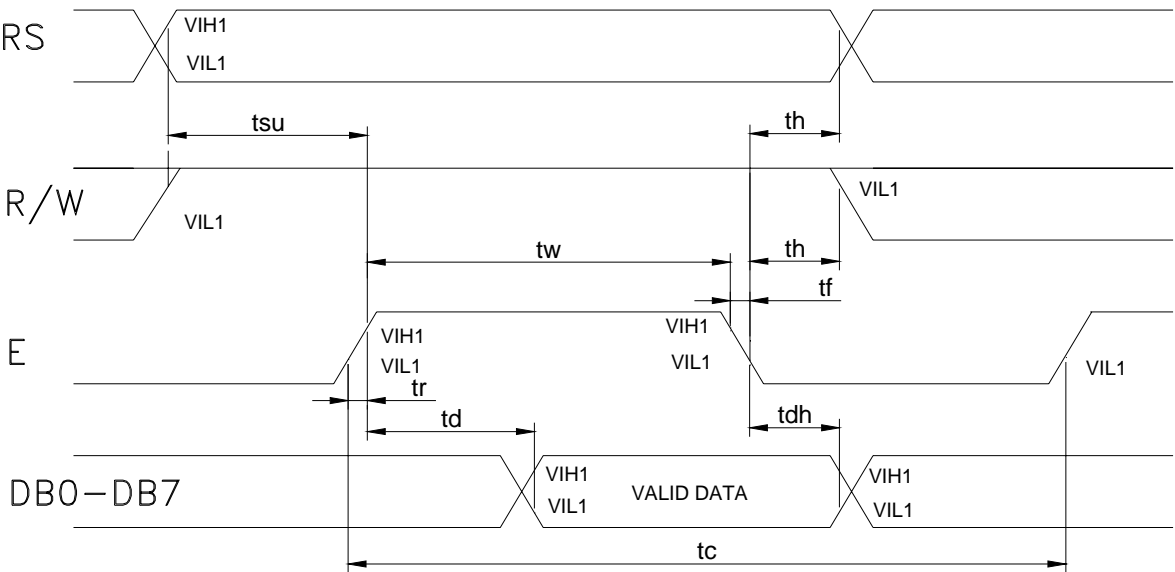 RS
VIH1
VIL1
tsu
th
R/W
VIL1
VIL1
tw
th
tf
E
VIH1
VIL1
VIH1
VIL1
VIL1
tr
td
tdh
DB0-DB7
VIH1
VIL1
VALID DATA
VIH1
VIL1
tc